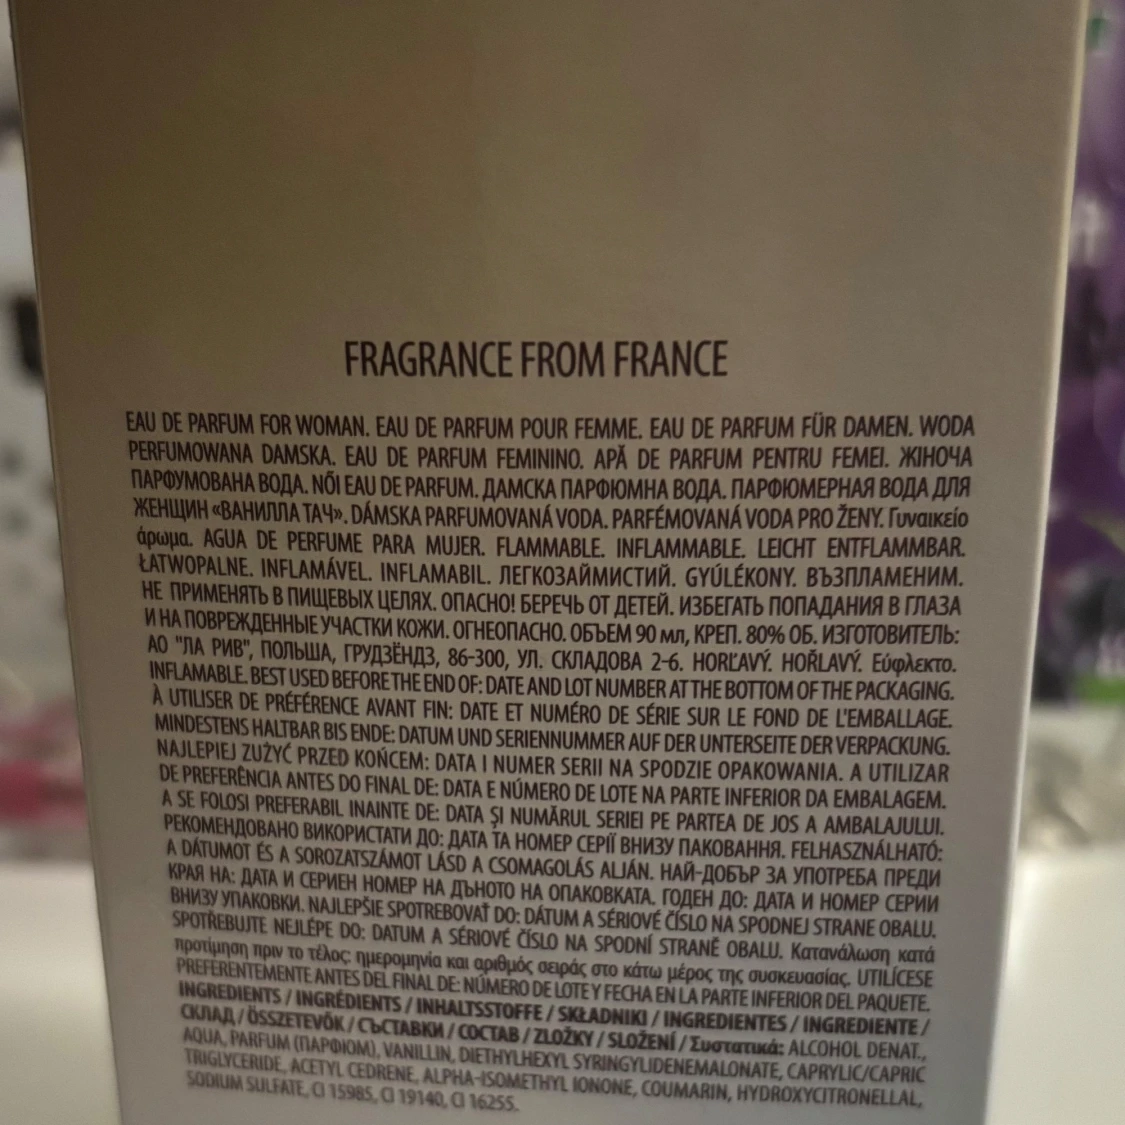 FRAGRANCE FROM FRANCE
EAU DE PARFUM FOR WOMAN. EAU DE PARFUM POUR FEMME. EAU DE PARFUM FÜR DAMEN. WODA
PERFUMOWANA DAMSKA. EAU DE PARFUM FEMININO. APĂ DE PARFUM PENTRU FEMEI. ЖІНОЧА
ПАРФУМОВАНА ВОДА. NŐI EAU DE PARFUM. ДАМСКА ПАРФЮМНА ВОДА. ПАРФЮМЕРНАЯ ВОДА ДЛЯ
ЖЕНЩИН «ВАНИЛЛА ТАЧ». DÁMSKA PARFUMOVANÁ VODA. PARFÉMOVANÁ VODA PRO ŽENY. Γυναικείο
άρωμα. AGUA DE PERFUME PARA MUJER. FLAMMABLE. INFLAMMABLE. LEICHT ENTFLAMMBAR.
ŁATWOPALNE. INFLAMÁVEL. INFLAMABIL. ЛЕГКОЗАЙМИСТИЙ. GYÚLÉKONY. ВЪЗПЛАМЕНИМ.
НЕ ПРИМЕНЯТЬ В ПИЩЕВЫХ ЦЕЛЯХ. ОПАСНО! БЕРЕЧЬ ОТ ДЕТЕЙ. ИЗБЕГАТЬ ПОПАДАНИЯ В ГЛАЗА
И НА ПОВРЕЖДЕННЫЕ УЧАСТКИ КОЖИ. ОГНЕОПАСНО. ОБЪЕМ 90 мл, КРЕП. 80% ОБ. ИЗГОТОВИТЕЛЬ:
АО "ЛА РИВ", ПОЛЬША, ГРУДЗЁНДЗ, 86-300, УЛ. СКЛАДОВА 2-6. HORĽAVÝ. HOŘLAVÝ. Εύφλεκτο.
INFLAMABLE. BEST USED BEFORE THE END OF: DATE AND LOT NUMBER AT THE BOTTOM OF THE PACKAGING.
À UTILISER DE PRÉFÉRENCE AVANT FIN: DATE ET NUMÉRO DE SÉRIE SUR LE FOND DE L'EMBALLAGE.
MINDESTENS HALTBAR BIS ENDE: DATUM UND SERIENNUMMER AUF DER UNTERSEITE DER VERPACKUNG.
NAJLEPIEJ ZUŻYĆ PRZED KOŃCEM: DATA I NUMER SERII NA SPODZIE OPAKOWANIA. A UTILIZAR
DE PREFERÊNCIA ANTES DO FINAL DE: DATA E NÚMERO DE LOTE NA PARTE INFERIOR DA EMBALAGEM.
A SE FOLOSI PREFERABIL INAINTE DE: DATA ȘI NUMĂRUL SERIEI PE PARTEA DE JOS A AMBALAJULUI.
РЕКОМЕНДОВАНО ВИКОРИСТАТИ ДО: ДАТА ТА НОМЕР СЕРІЇ ВНИЗУ ПАКОВАННЯ. FELHASZNÁLHATÓ:
A DÁTUMOT ÉS A SOROZATSZÁMOT LÁSD A CSOMAGOLÁS ALJÁN. НАЙ-ДОБЪР ЗА УПОТРЕБА ПРЕДИ
КРАЯ НА: ДАТА И СЕРИЕН НОМЕР НА ДЪНОТО НА ОПАКОВКАТА. ГОДЕН ДО: ДАТА И НОМЕР СЕРИИ
ВНИЗУ УПАКОВКИ. NAJLEPŠIE SPOTREBOVAŤ DO: DÁTUM A SÉRIOVÉ ČÍSLO NA SPODNEJ STRANE OBALU.
SPOTŘEBUJTE NEJLÉPE DO: DATUM A SÉRIOVÉ ČÍSLO NA SPODNÍ STRANĚ OBALU. Κατανάλωση κατά
προτίμηση πριν το τέλος: ημερομηνία και αριθμός σειράς στο κάτω μέρος της συσκευασίας. UTILÍCESE
PREFERENTEMENTE ANTES DEL FINAL DE: NÚMERO DE LOTE Y FECHA EN LA PARTE INFERIOR DEL PAQUETE.
INGREDIENTS / INGRÉDIENTS / INHALTSSTOFFE / SKŁADNIKI / INGREDIENTES / INGREDIENTE /
СКЛАД / ÖSSZETEVŐK / СЪСТАВКИ / СОСТАВ / ZLOŽKY / SLOŽENÍ / Συστατικά: ALCOHOL DENAT.,
AQUA, PARFUM (ПАРФЮМ), VANILLIN, DIETHYLHEXYL SYRINGYLIDENEMALONATE, CAPRYLIC/CAPRIC
TRIGLYCERIDE, ACETYL CEDRENE, ALPHA-ISOMETHYL IONONE, COUMARIN, HYDROXYCITRONELLAL,
SODIUM SULFATE, CI 15985, CI 19140, CI 16255.